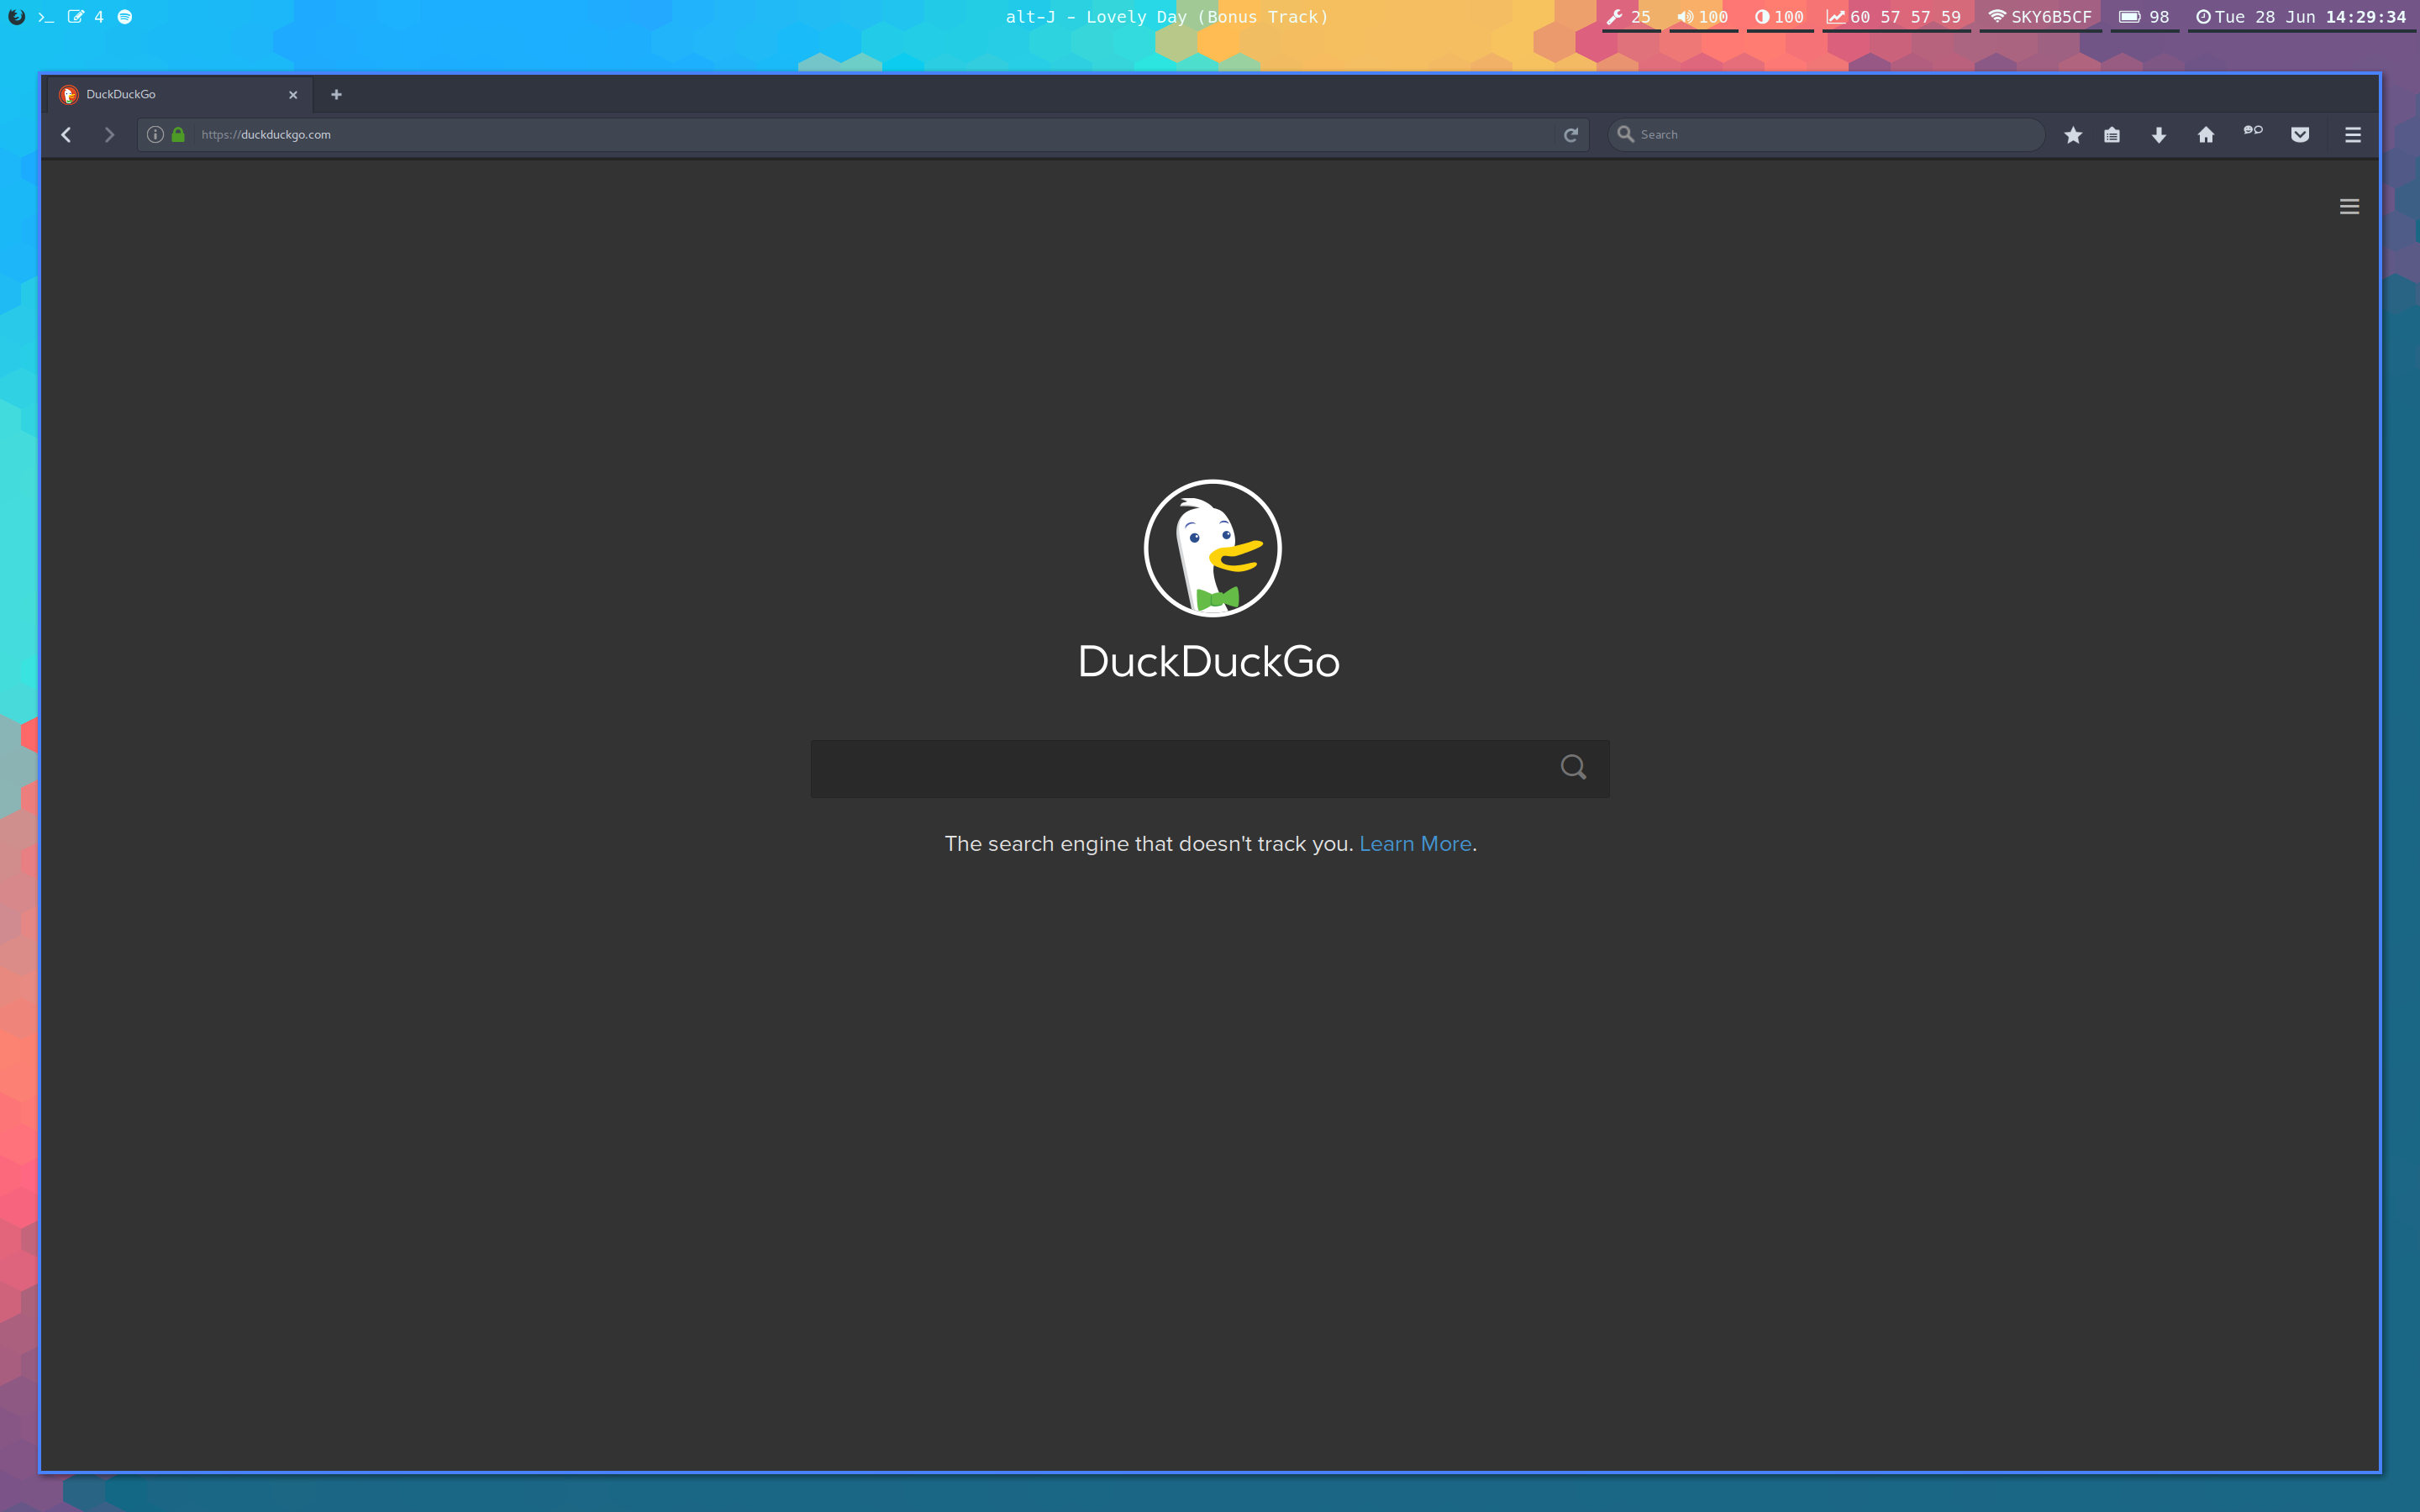 4 alt-J - Lovely Day (Bonus Track) 25 100 100 60 57 57 59 SKY6B5CF 98 Tue 28 Jun 14:29:34
DuckDuckGo
https://duckduckgo.com Search
DuckDuckGo
The search engine that doesn't track you. Learn More.